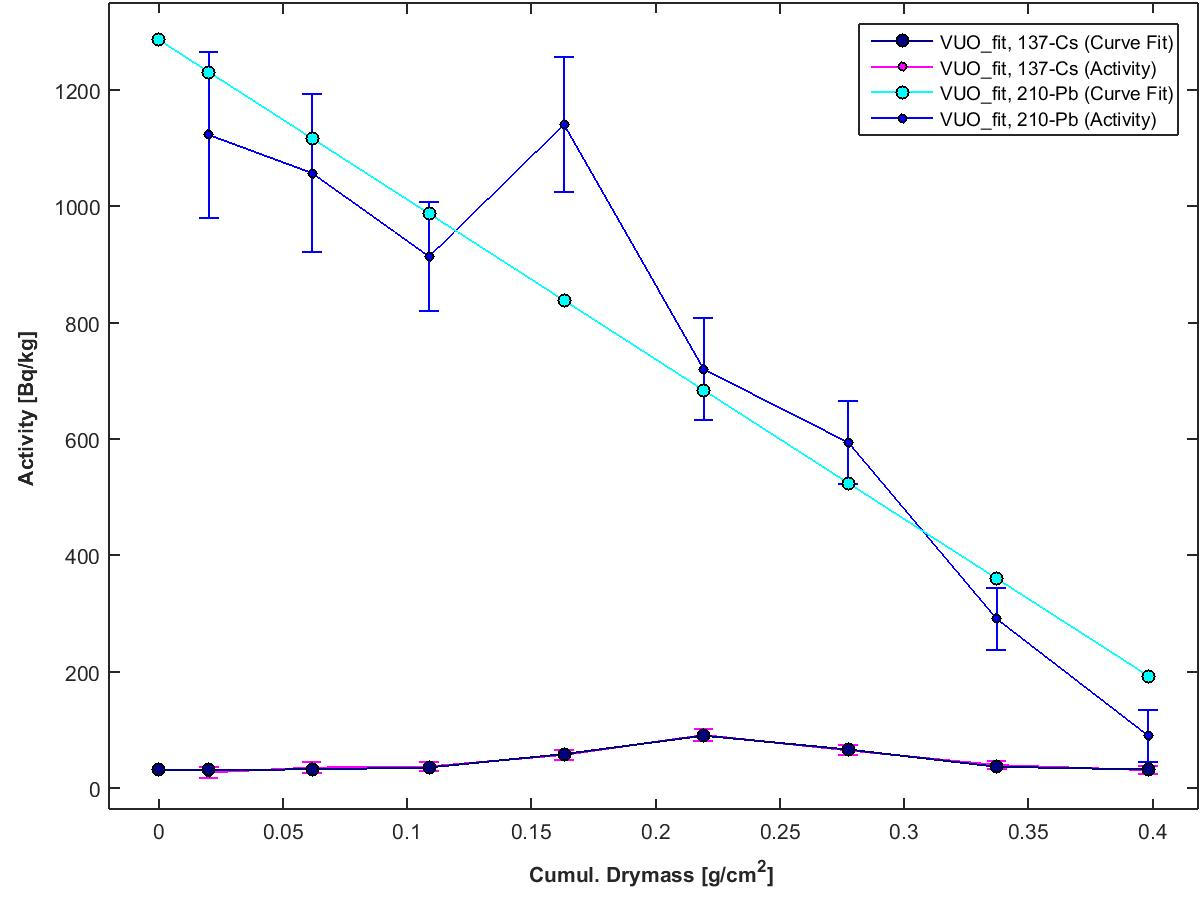 VUO_fit, 137-Cs (Curve Fit)
VUO_fit, 137-Cs (Activity)
VUO_fit, 210-Pb (Curve Fit)
VUO_fit, 210-Pb (Activity)
Activity [Bq/kg]
1200
1000
800
600
400
200
0
0 0.05 0.1 0.15 0.2 0.25 0.3 0.35 0.4
Cumul. Drymass [g/cm²]